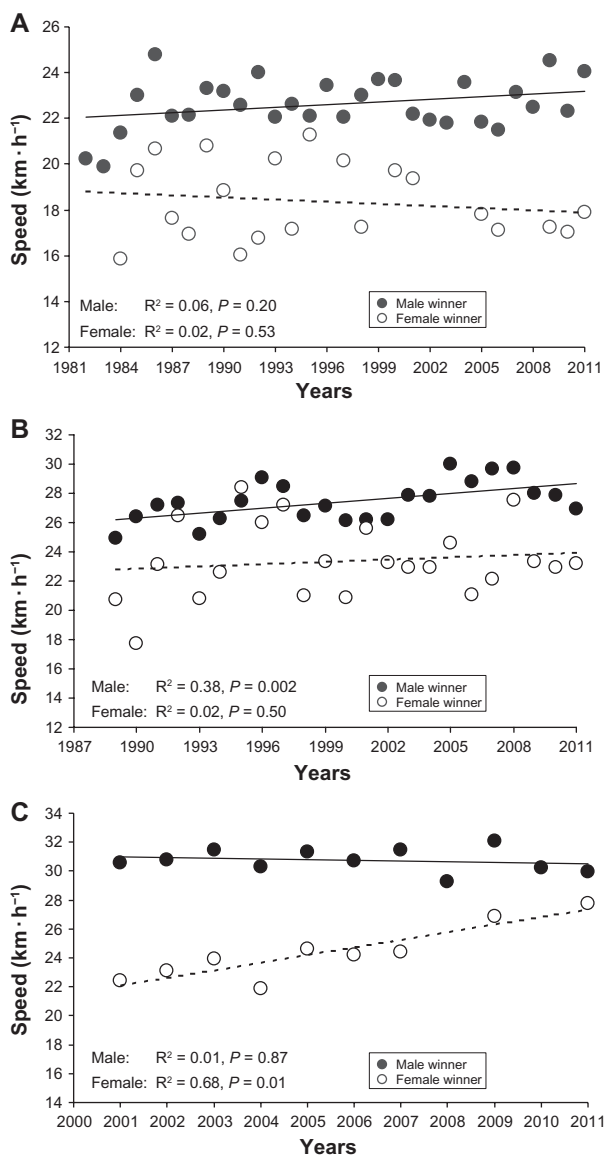 A
Speed (km · h⁻¹)
26
24
22
20
18
16
14
12
Male: R² = 0.06, P = 0.20
Female: R² = 0.02, P = 0.53
Male winner
Female winner
1981 1984 1987 1990 1993 1996 1999 2002 2005 2008 2011
Years
B
Speed (km · h⁻¹)
32
30
28
26
24
22
20
18
16
14
12
Male: R² = 0.38, P = 0.002
Female: R² = 0.02, P = 0.50
Male winner
Female winner
1987 1990 1993 1996 1999 2002 2005 2008 2011
Years
C
Speed (km · h⁻¹)
34
32
30
28
26
24
22
20
18
16
14
Male: R² = 0.01, P = 0.87
Female: R² = 0.68, P = 0.01
Male winner
Female winner
2000 2001 2002 2003 2004 2005 2006 2007 2008 2009 2010 2011
Years